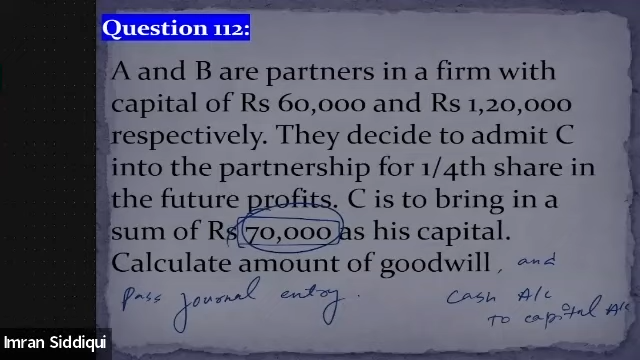 Question 112:
A and B are partners in a firm with
capital of Rs 60,000 and Rs 1,20,000
respectively. They decide to admit C
into the partnership for 1/4th share in
the future profits. C is to bring in a
sum of Rs 70,000 as his capital.
Calculate amount of goodwill, and
Pass journal entry.
Cash A/c
To capital A/c
Imran Siddiqui